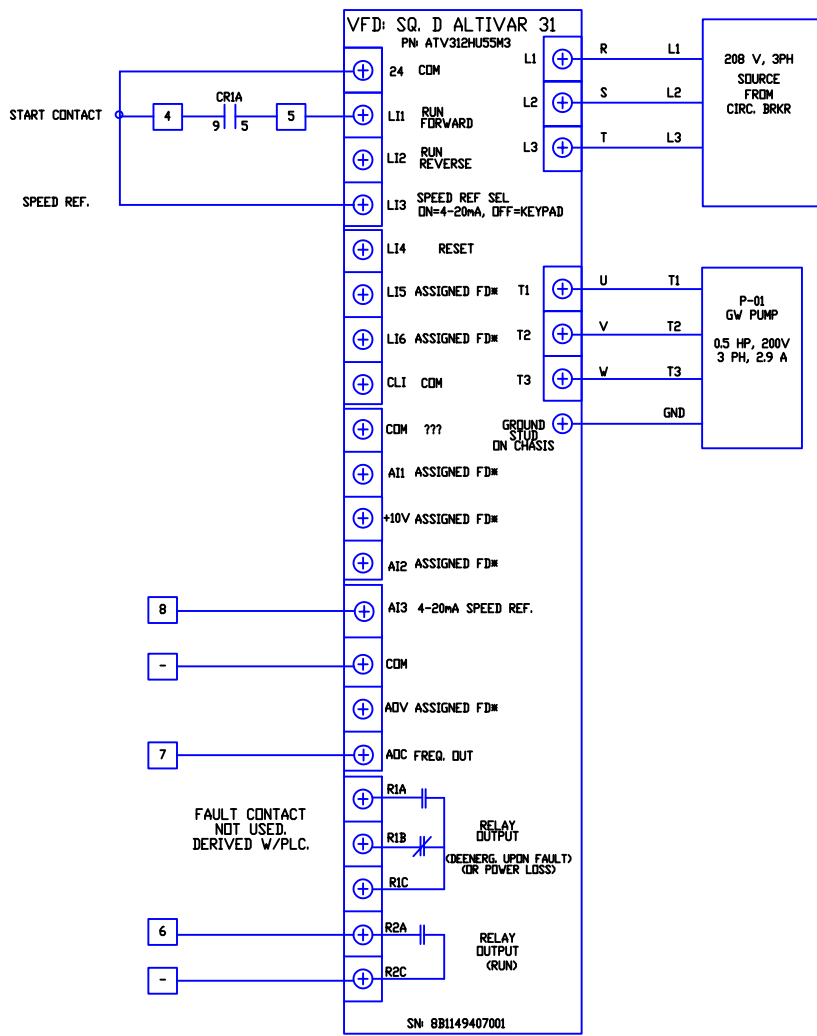 VFD: SQ. D ALTIVAR 31
PN: ATV312HU55M3
24 COM
START CONTACT
4
CR1A
9
5
5
LI1 RUN
FORWARD
LI2 RUN
REVERSE
SPEED REF.
LI3 SPEED REF SEL
ON=4-20mA, OFF=KEYPAD
LI4 RESET
LI5 ASSIGNED FD*
LI6 ASSIGNED FD*
CLI COM
COM ???
AI1 ASSIGNED FD*
+10V ASSIGNED FD*
AI2 ASSIGNED FD*
8
AI3 4-20mA SPEED REF.
-
COM
AOV ASSIGNED FD*
7
AOC FREQ. OUT
FAULT CONTACT
NOT USED.
DERIVED W/PLC.
R1A
R1B
R1C
RELAY
OUTPUT
(DEENERG. UPON FAULT)
(OR POWER LOSS)
6
R2A
-
R2C
RELAY
OUTPUT
(RUN)
SN: 8B1149407001
L1 R L1
L2 S L2
L3 T L3
208 V, 3PH
SOURCE
FROM
CIRC. BRKR
T1 U T1
T2 V T2
T3 W T3
GROUND
STUD
ON CHASIS
GND
P-01
GW PUMP
0.5 HP, 200V
3 PH, 2.9 A